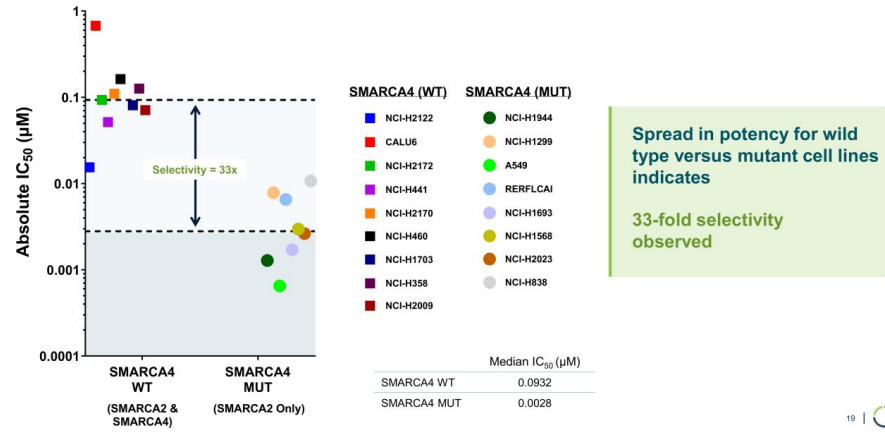 1
0.1
0.01
0.001
0.0001
Absolute IC50 (µM)
Selectivity = 33x
SMARCA4
WT
(SMARCA2 &
SMARCA4)
SMARCA4
MUT
(SMARCA2 Only)
SMARCA4 (WT)
NCI-H2122
CALU6
NCI-H2172
NCI-H441
NCI-H2170
NCI-H460
NCI-H1703
NCI-H358
NCI-H2009
SMARCA4 (MUT)
NCI-H1944
NCI-H1299
A549
RERFLCAI
NCI-H1693
NCI-H1568
NCI-H2023
NCI-H838
Median IC50 (µM)
SMARCA4 WT 0.0932
SMARCA4 MUT 0.0028
Spread in potency for wild
type versus mutant cell lines
indicates
33-fold selectivity
observed
19 |